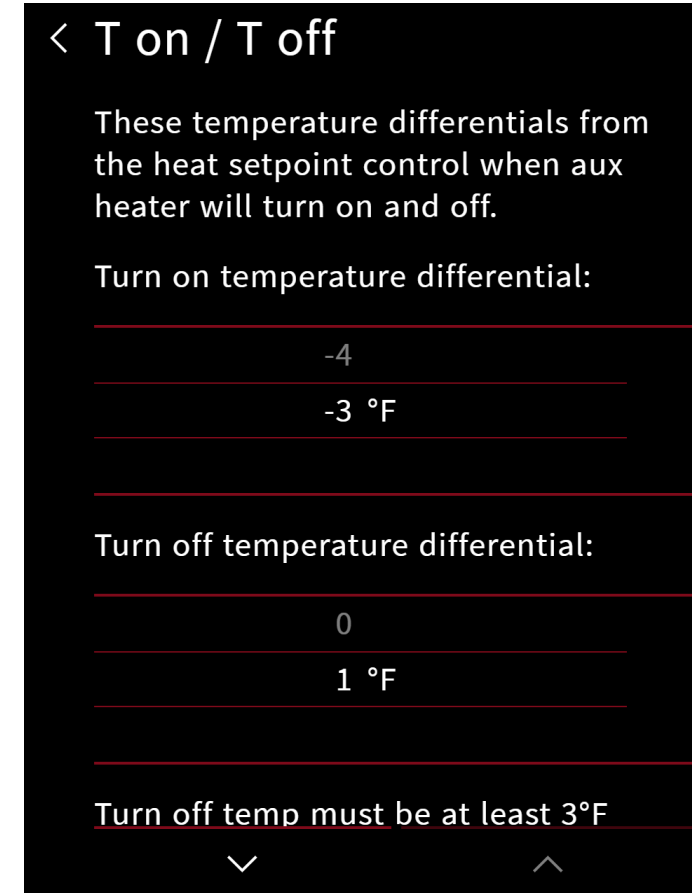 T on / T off
These temperature differentials from
the heat setpoint control when aux
heater will turn on and off.
Turn on temperature differential:
-4
-3 °F
Turn off temperature differential:
0
1 °F
Turn off temp must be at least 3°F